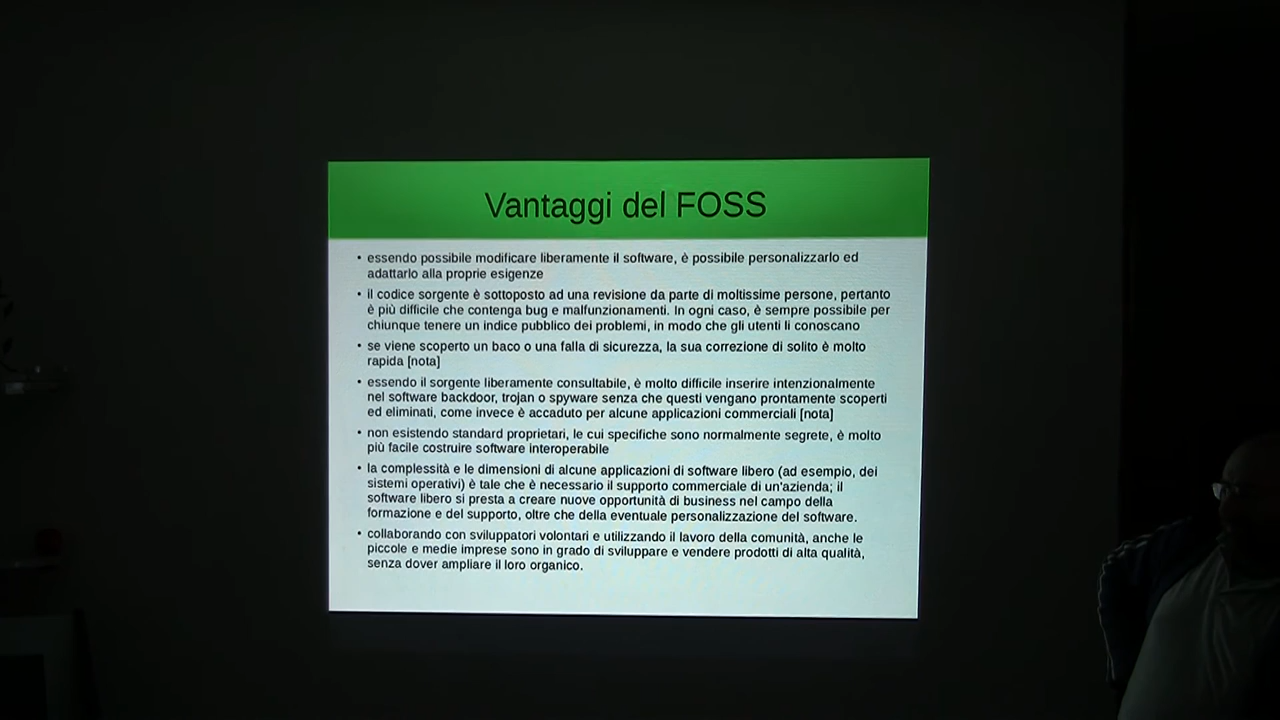 Vantaggi del FOSS
• essendo possibile modificare liberamente il software, è possibile personalizzarlo ed
adattarlo alla proprie esigenze
• il codice sorgente è sottoposto ad una revisione da parte di moltissime persone, pertanto
è più difficile che contenga bug e malfunzionamenti. In ogni caso, è sempre possibile per
chiunque tenere un indice pubblico dei problemi, in modo che gli utenti li conoscano
• se viene scoperto un baco o una falla di sicurezza, la sua correzione di solito è molto
rapida [nota]
• essendo il sorgente liberamente consultabile, è molto difficile inserire intenzionalmente
nel software backdoor, trojan o spyware senza che questi vengano prontamente scoperti
ed eliminati, come invece è accaduto per alcune applicazioni commerciali [nota]
• non esistendo standard proprietari, le cui specifiche sono normalmente segrete, è molto
più facile costruire software interoperabile
• la complessità e le dimensioni di alcune applicazioni di software libero (ad esempio, dei
sistemi operativi) è tale che è necessario il supporto commerciale di un'azienda; il
software libero si presta a creare nuove opportunità di business nel campo della
formazione e del supporto, oltre che della eventuale personalizzazione del software.
• collaborando con sviluppatori volontari e utilizzando il lavoro della comunità, anche le
piccole e medie imprese sono in grado di sviluppare e vendere prodotti di alta qualità,
senza dover ampliare il loro organico.